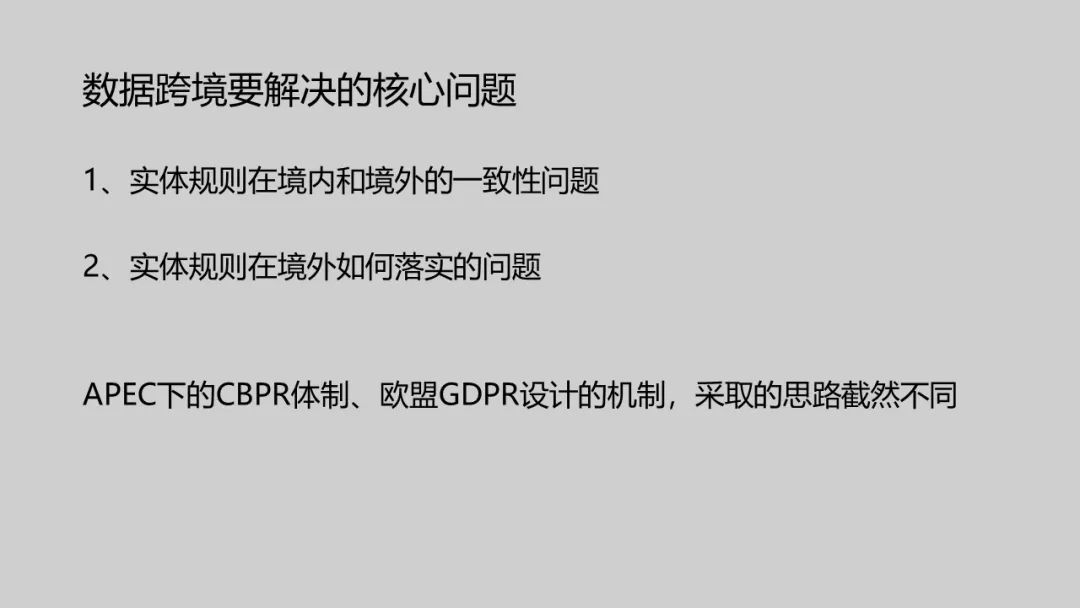 数据跨境要解决的核心问题
1、实体规则在境内和境外的一致性问题
2、实体规则在境外如何落实的问题
APEC下的CBPR体制、欧盟GDPR设计的机制，采取的思路截然不同